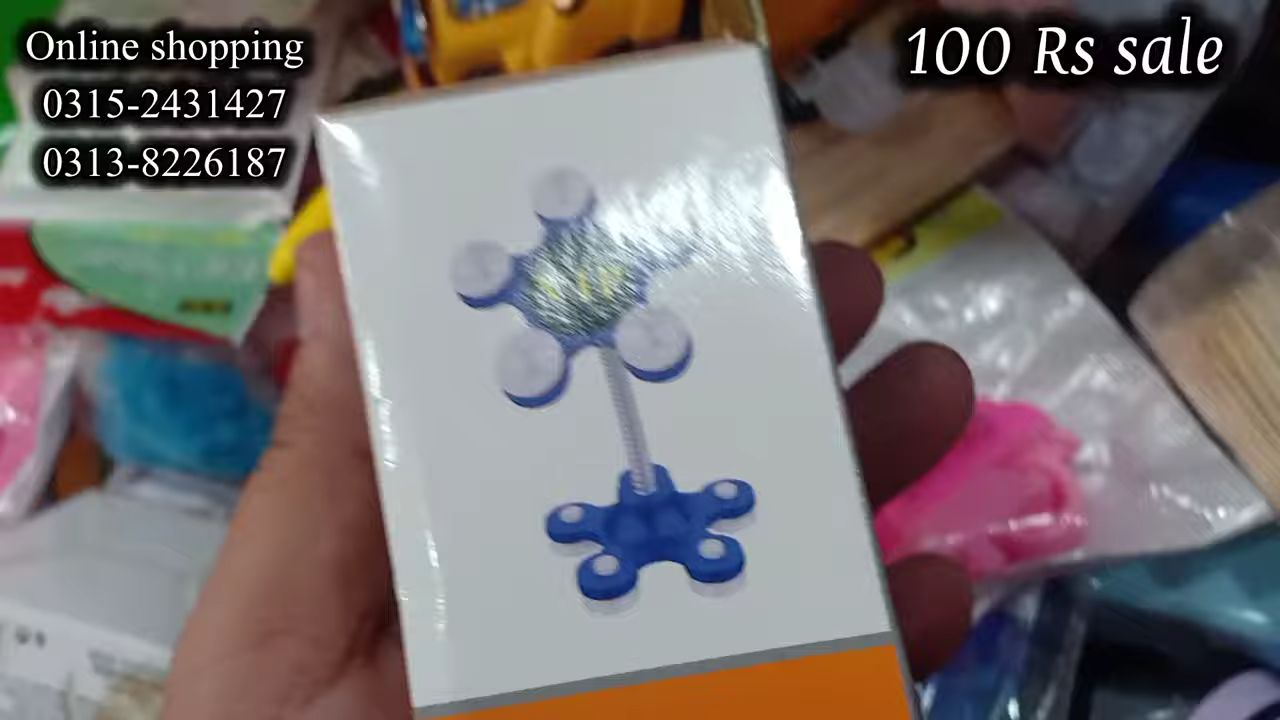 Online shopping
0315-2431427
0313-8226187
100 Rs sale